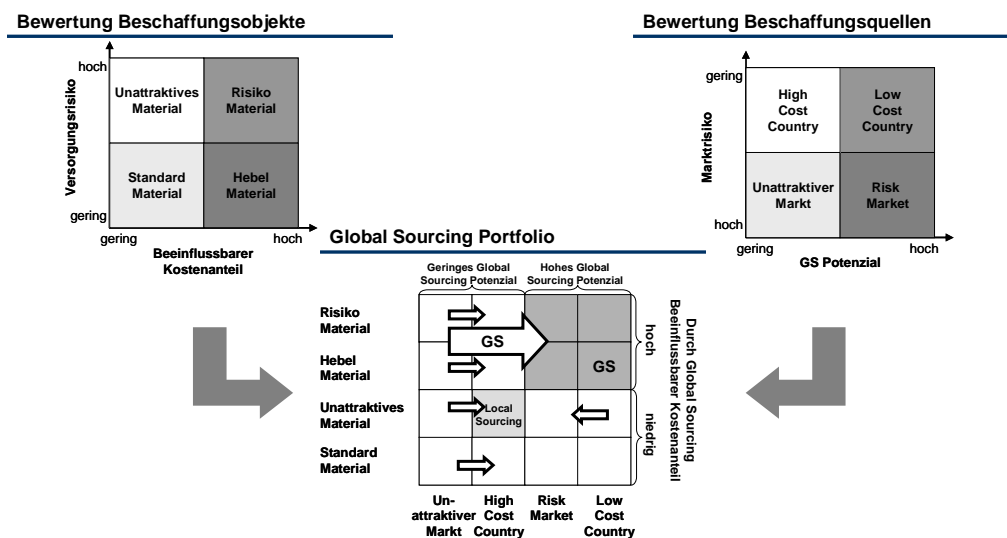 Bewertung Beschaffungsobjekte
Versorgungsrisiko
hoch
gering
Unattraktives
Material
Risiko
Material
Standard
Material
Hebel
Material
gering
hoch
Beeinflussbarer
Kostenanteil
Bewertung Beschaffungsquellen
Marktrisiko
gering
hoch
High
Cost
Country
Low
Cost
Country
Unattraktiver
Markt
Risk
Market
gering
hoch
GS Potenzial
Global Sourcing Portfolio
Geringes Global
Sourcing Potenzial
Hohes Global
Sourcing Potenzial
Risiko
Material
Hebel
Material
Unattraktives
Material
Standard
Material
GS
GS
Local
Sourcing
hoch
niedrig
Durch Global Sourcing
Beeinflussbarer Kostenanteil
Un-
attraktiver
Markt
High
Cost
Country
Risk
Market
Low
Cost
Country